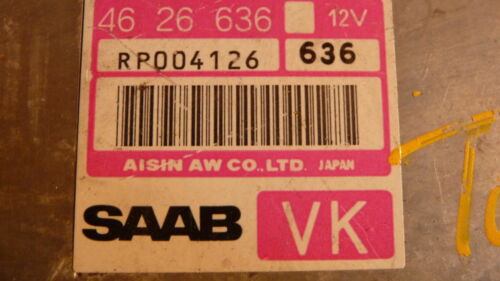 46 26 636 12V
RP004126 636
AISIN AW CO.,LTD. JAPAN
SAAB VK